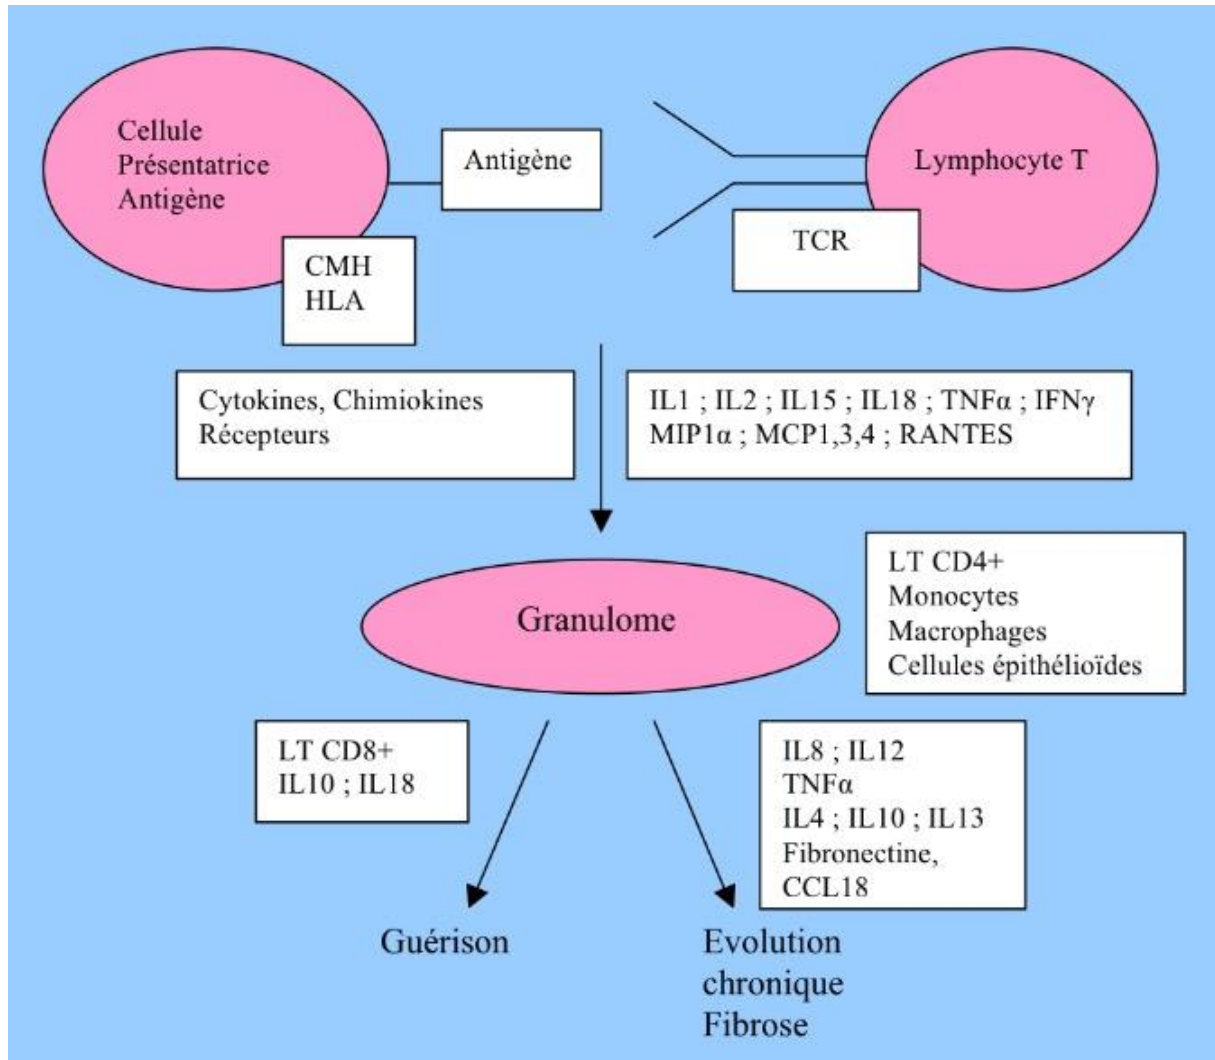 Cellule
Présentatrice
Antigène
Antigène
Lymphocyte T
CMH
HLA
TCR
Cytokines, Chimiokines
Récepteurs
IL1 ; IL2 ; IL15 ; IL18 ; TNFα ; IFNγ
MIP1α ; MCP1,3,4 ; RANTES
Granulome
LT CD4+
Monocytes
Macrophages
Cellules épithélioïdes
LT CD8+
IL10 ; IL18
IL8 ; IL12
TNFα
IL4 ; IL10 ; IL13
Fibronectine,
CCL18
Guérison
Evolution
chronique
Fibrose